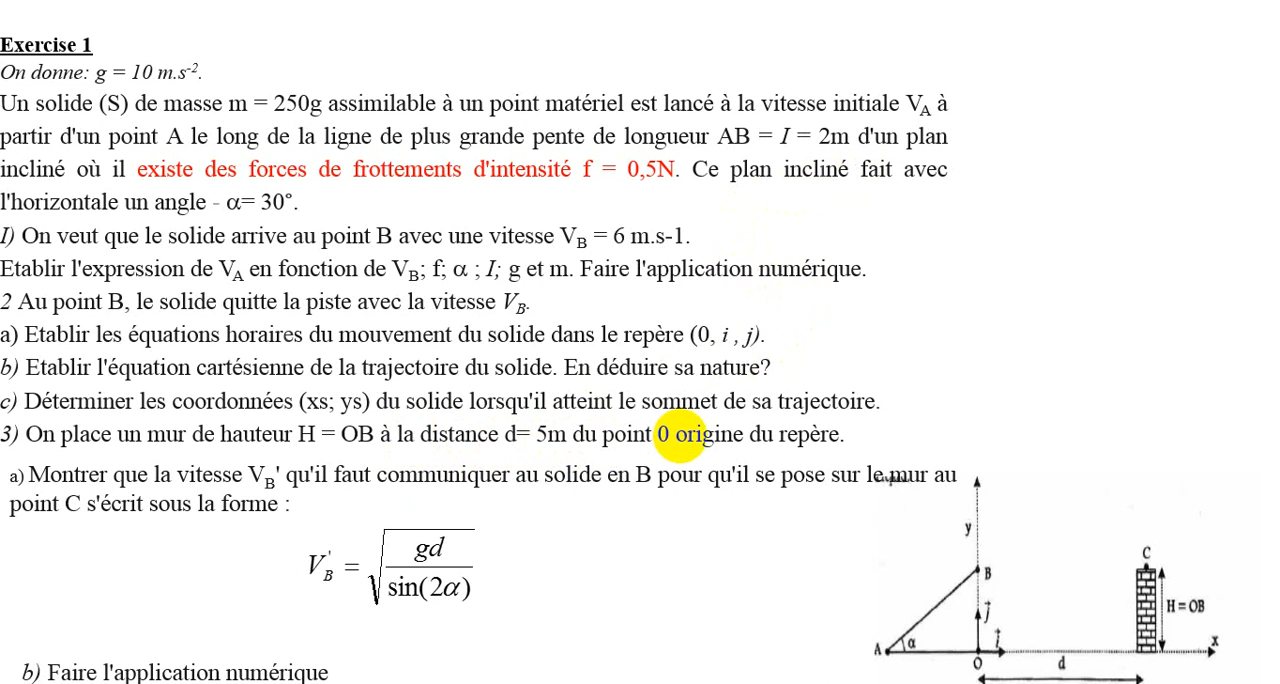 Exercise 1
On donne: g = 10 m.s-2.
Un solide (S) de masse m = 250g assimilable à un point matériel est lancé à la vitesse initiale VA à
partir d'un point A le long de la ligne de plus grande pente de longueur AB = I = 2m d'un plan
incliné où il existe des forces de frottements d'intensité f = 0,5N. Ce plan incliné fait avec
l'horizontale un angle - α= 30°.
I) On veut que le solide arrive au point B avec une vitesse VB = 6 m.s-1.
Etablir l'expression de VA en fonction de VB; f; α ; I; g et m. Faire l'application numérique.
2 Au point B, le solide quitte la piste avec la vitesse VB.
a) Etablir les équations horaires du mouvement du solide dans le repère (0, i , j).
b) Etablir l'équation cartésienne de la trajectoire du solide. En déduire sa nature?
c) Déterminer les coordonnées (xs; ys) du solide lorsqu'il atteint le sommet de sa trajectoire.
3) On place un mur de hauteur H = OB à la distance d= 5m du point 0 origine du repère.
a) Montrer que la vitesse VB' qu'il faut communiquer au solide en B pour qu'il se pose sur le mur au
point C s'écrit sous la forme :
VB' = √(gd / sin(2α))
b) Faire l'application numérique
y
B
C
j
H=OB
A
α
i
x
O
d